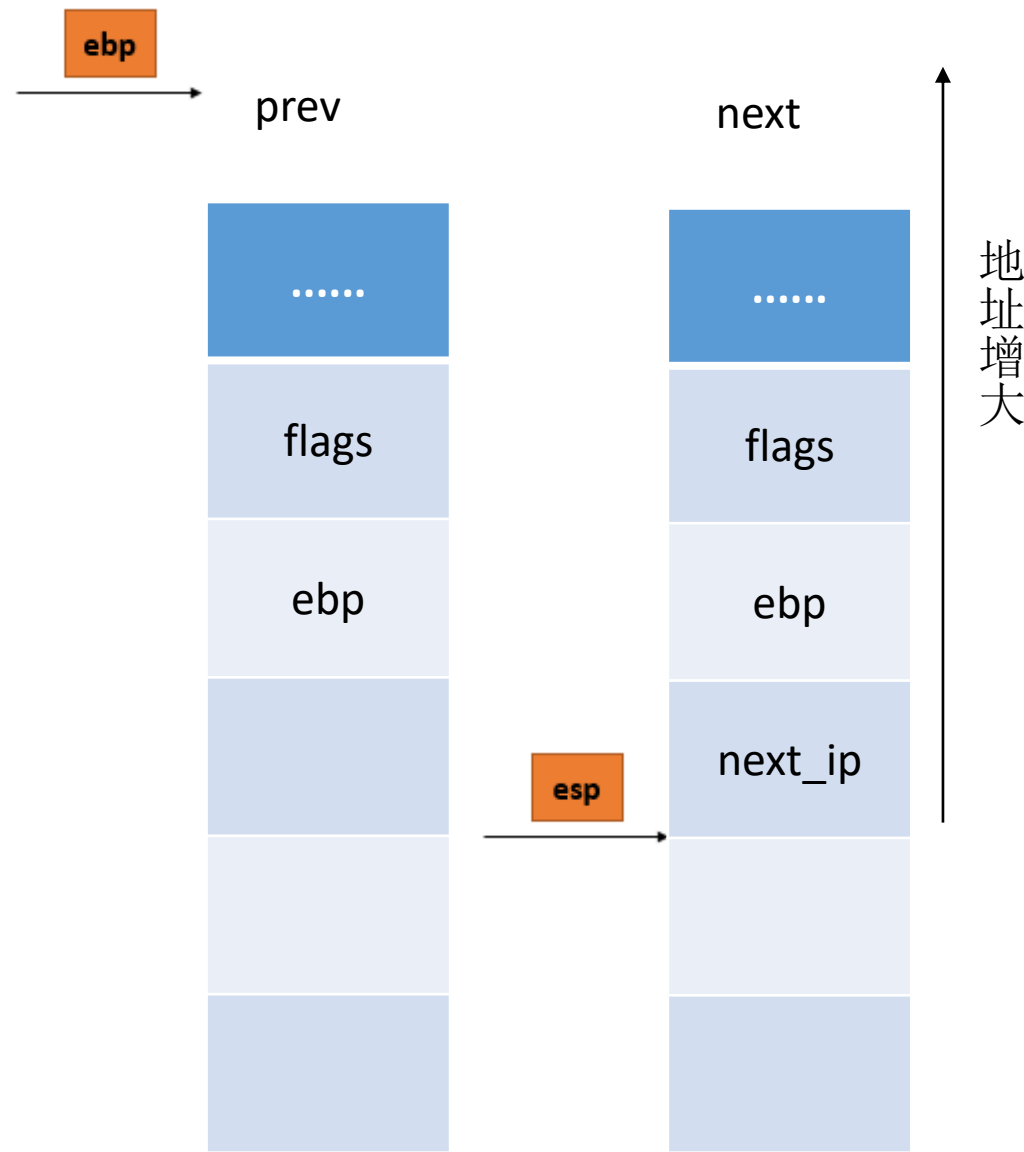 ebp
prev
next
......
......
flags
flags
ebp
ebp
next_ip
esp
地址增大